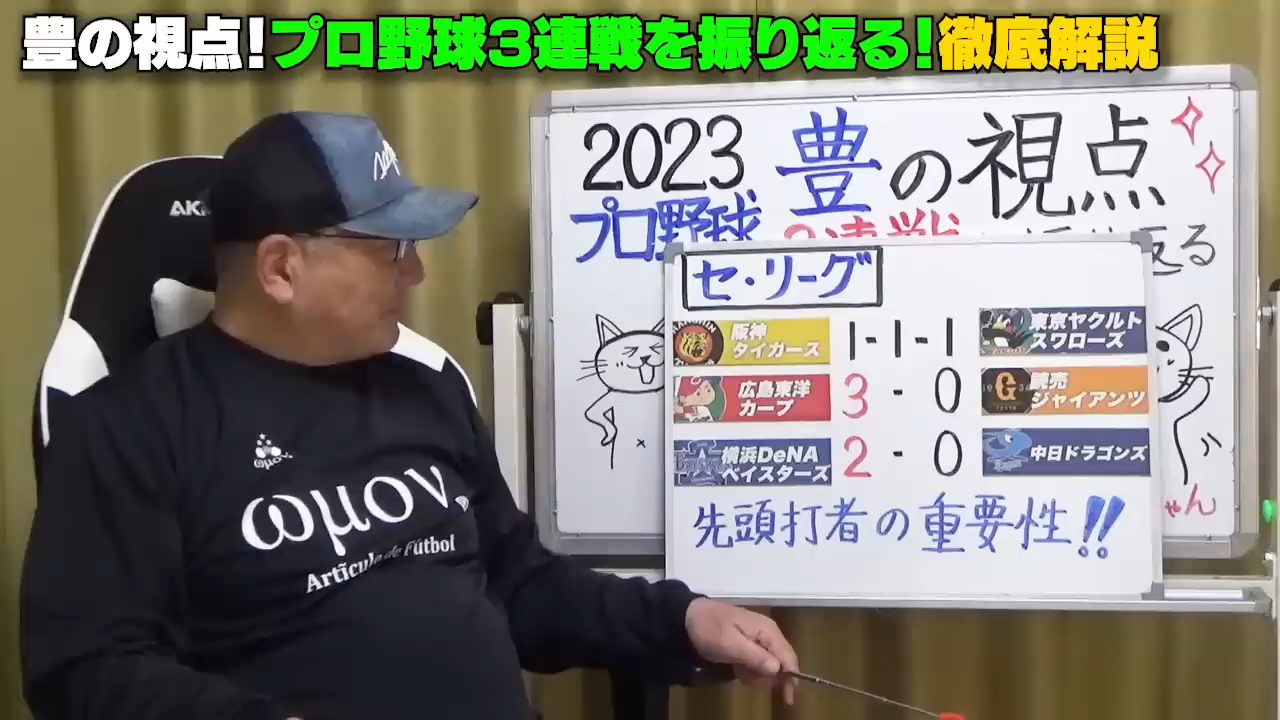 豊の視点!プロ野球3連戦を振り返る!徹底解説
2023 豊の視点
プロ野球
返る
セ・リーグ
阪神
タイガース
1-1-1
東京ヤクルト
スワローズ
広島東洋
カープ
3 - 0
読売
ジャイアンツ
横浜DeNA
ベイスターズ
2 - 0
中日ドラゴンズ
先頭打者の重要性!!
ゃん
ωμον
ωμον
Artículo de Fútbol